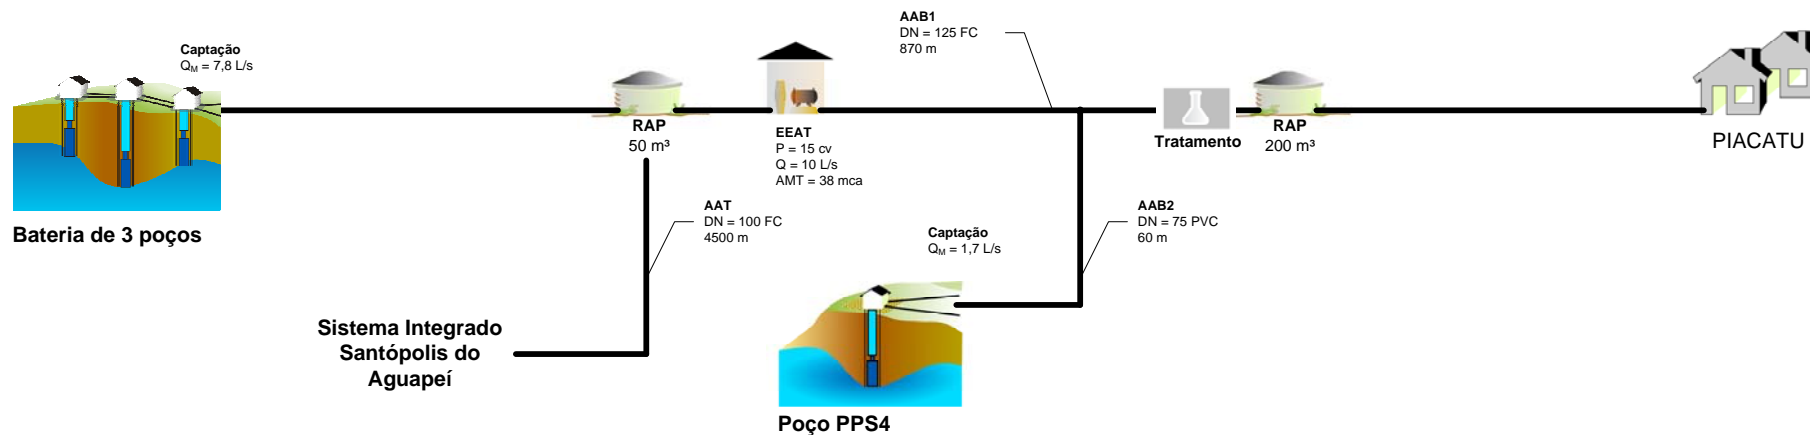 Captação
Q_M = 7,8 L/s
Bateria de 3 poços
RAP
50 m³
EEAT
P = 15 cv
Q = 10 L/s
AMT = 38 mca
AAB1
DN = 125 FC
870 m
Tratamento
RAP
200 m³
PIACATU
AAT
DN = 100 FC
4500 m
Sistema Integrado
Santópolis do
Aguapeí
Captação
Q_M = 1,7 L/s
AAB2
DN = 75 PVC
60 m
Poço PPS4